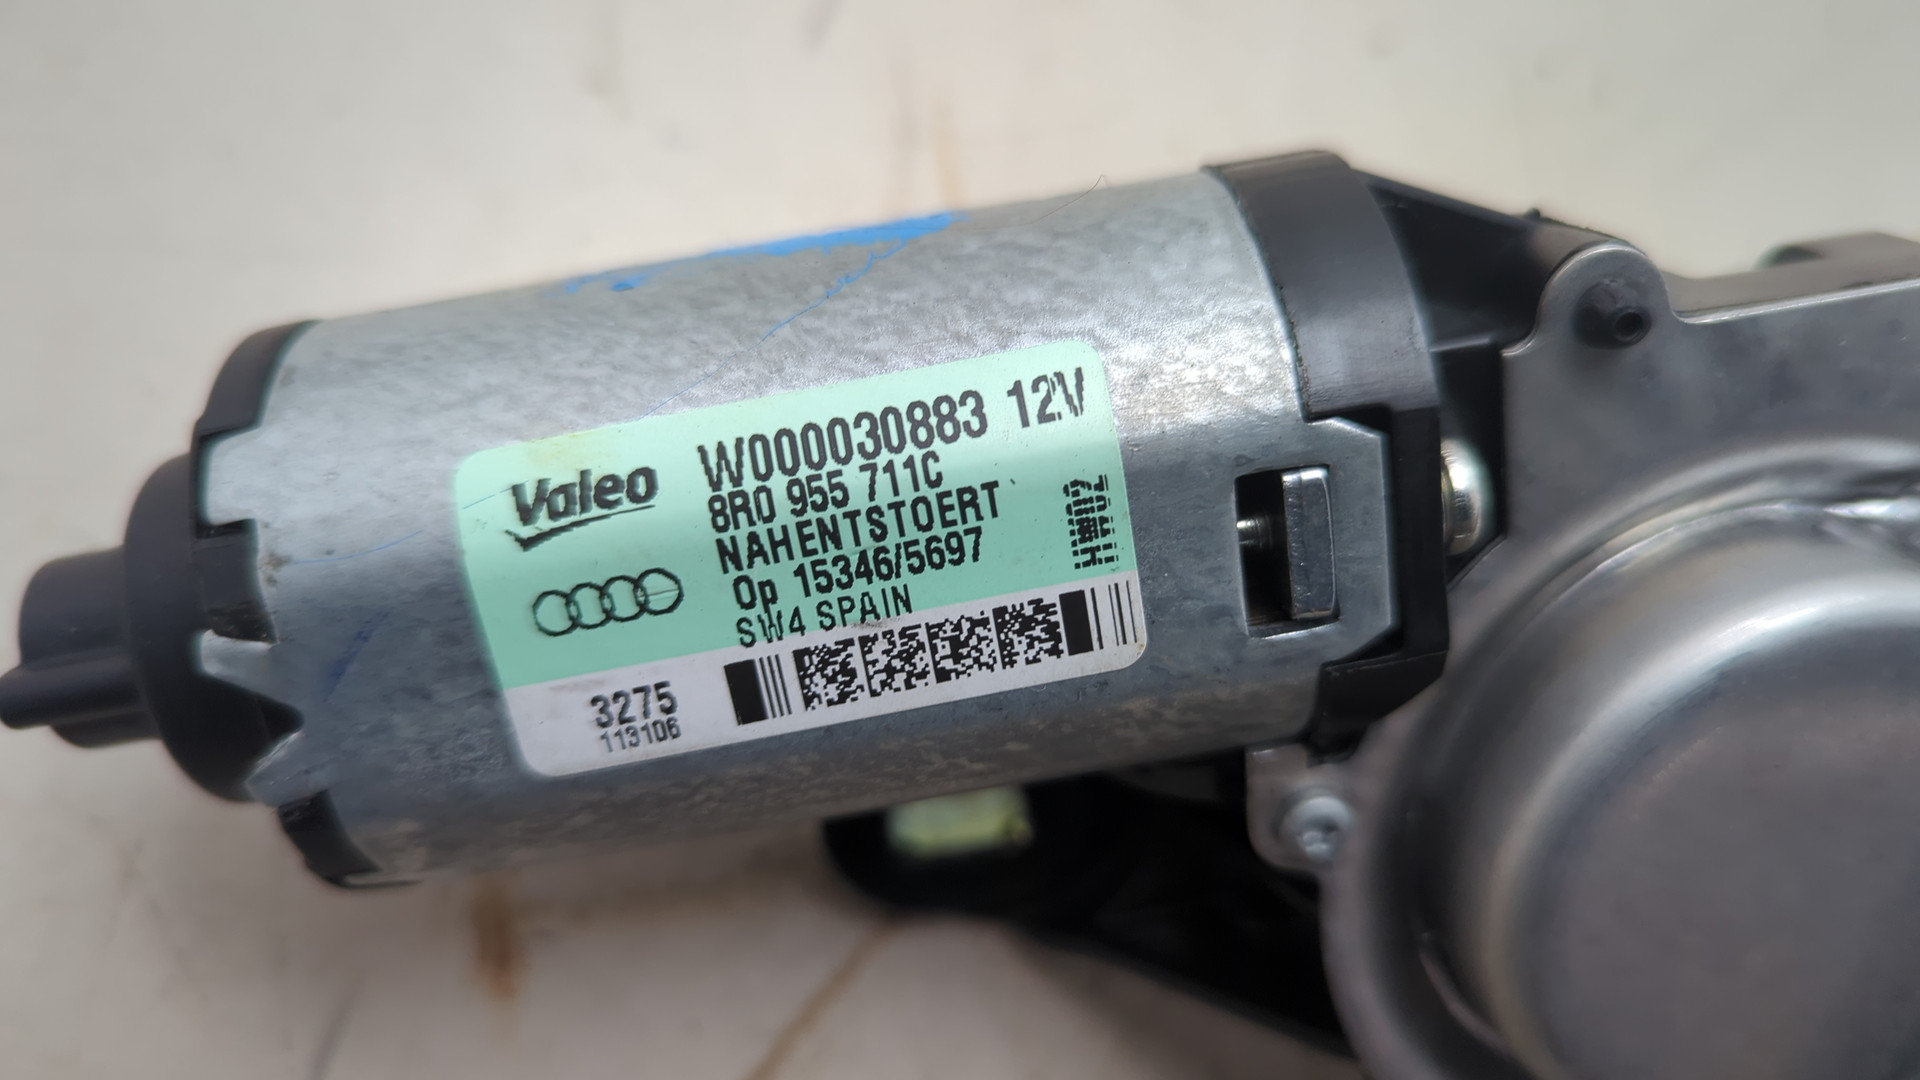 Valeo
W000030883 12V
8R0 955 711C
NAHENTSTOERT
Op 15346/5697
SW4 SPAIN
3275
113106